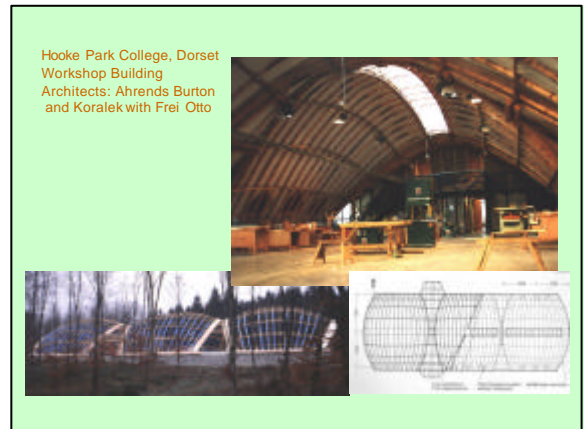 Hooke Park College, Dorset
Workshop Building
Architects: Ahrends Burton
and Koralek with Frei Otto